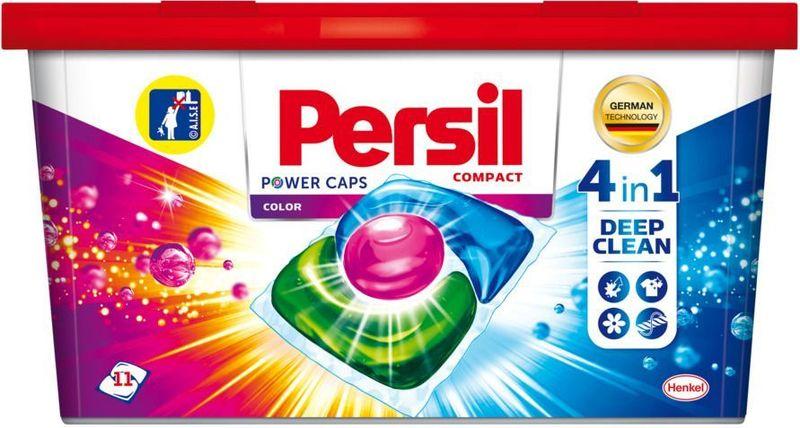 ©A.I.S.E
Persil
POWER CAPS
COMPACT
COLOR
GERMAN
TECHNOLOGY
4 in 1
DEEP
CLEAN
11
Henkel